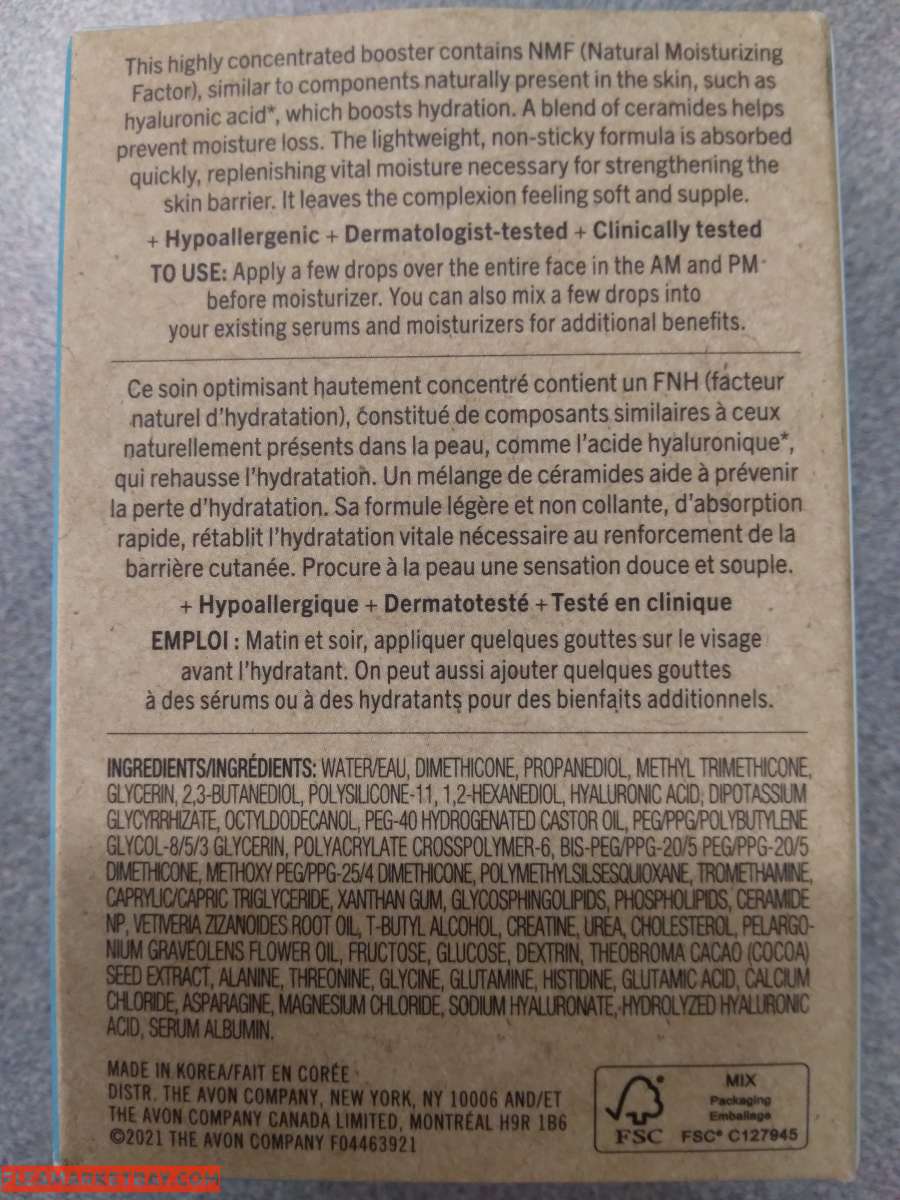 This highly concentrated booster contains NMF (Natural Moisturizing
Factor), similar to components naturally present in the skin, such as
hyaluronic acid*, which boosts hydration. A blend of ceramides helps
prevent moisture loss. The lightweight, non-sticky formula is absorbed
quickly, replenishing vital moisture necessary for strengthening the
skin barrier. It leaves the complexion feeling soft and supple.
+ Hypoallergenic + Dermatologist-tested + Clinically tested
TO USE: Apply a few drops over the entire face in the AM and PM
before moisturizer. You can also mix a few drops into
your existing serums and moisturizers for additional benefits.
Ce soin optimisant hautement concentré contient un FNH (facteur
naturel d'hydratation), constitué de composants similaires à ceux
naturellement présents dans la peau, comme l'acide hyaluronique*,
qui rehausse l'hydratation. Un mélange de céramides aide à prévenir
la perte d'hydratation. Sa formule légère et non collante, d'absorption
rapide, rétablit l'hydratation vitale nécessaire au renforcement de la
barrière cutanée. Procure à la peau une sensation douce et souple.
+ Hypoallergique + Dermatotesté + Testé en clinique
EMPLOI : Matin et soir, appliquer quelques gouttes sur le visage
avant l'hydratant. On peut aussi ajouter quelques gouttes
à des sérums ou à des hydratants pour des bienfaits additionnels.
INGREDIENTS/INGRÉDIENTS: WATER/EAU, DIMETHICONE, PROPANEDIOL, METHYL TRIMETHICONE,
GLYCERIN, 2,3-BUTANEDIOL, POLYSILICONE-11, 1,2-HEXANEDIOL, HYALURONIC ACID, DIPOTASSIUM
GLYCYRRHIZATE, OCTYLDODECANOL, PEG-40 HYDROGENATED CASTOR OIL, PEG/PPG/POLYBUTYLENE
GLYCOL-8/5/3 GLYCERIN, POLYACRYLATE CROSSPOLYMER-6, BIS-PEG/PPG-20/5 PEG/PPG-20/5
DIMETHICONE, METHOXY PEG/PPG-25/4 DIMETHICONE, POLYMETHYLSILSESQUIOXANE, TROMETHAMINE,
CAPRYLIC/CAPRIC TRIGLYCERIDE, XANTHAN GUM, GLYCOSPHINGOLIPIDS, PHOSPHOLIPIDS, CERAMIDE
NP, VETIVERIA ZIZANOIDES ROOT OIL, T-BUTYL ALCOHOL, CREATINE, UREA, CHOLESTEROL, PELARGO-
NIUM GRAVEOLENS FLOWER OIL, FRUCTOSE, GLUCOSE, DEXTRIN, THEOBROMA CACAO (COCOA)
SEED EXTRACT, ALANINE, THREONINE, GLYCINE, GLUTAMINE, HISTIDINE, GLUTAMIC ACID, CALCIUM
CHLORIDE, ASPARAGINE, MAGNESIUM CHLORIDE, SODIUM HYALURONATE, HYDROLYZED HYALURONIC
ACID, SERUM ALBUMIN.
MADE IN KOREA/FAIT EN CORÉE
DISTR. THE AVON COMPANY, NEW YORK, NY 10006 AND/ET
THE AVON COMPANY CANADA LIMITED, MONTRÉAL H9R 1B6
©2021 THE AVON COMPANY F04463921
MIX
Packaging
Emballage
FSC FSC® C127945
FLEAMARKETBAY.COM